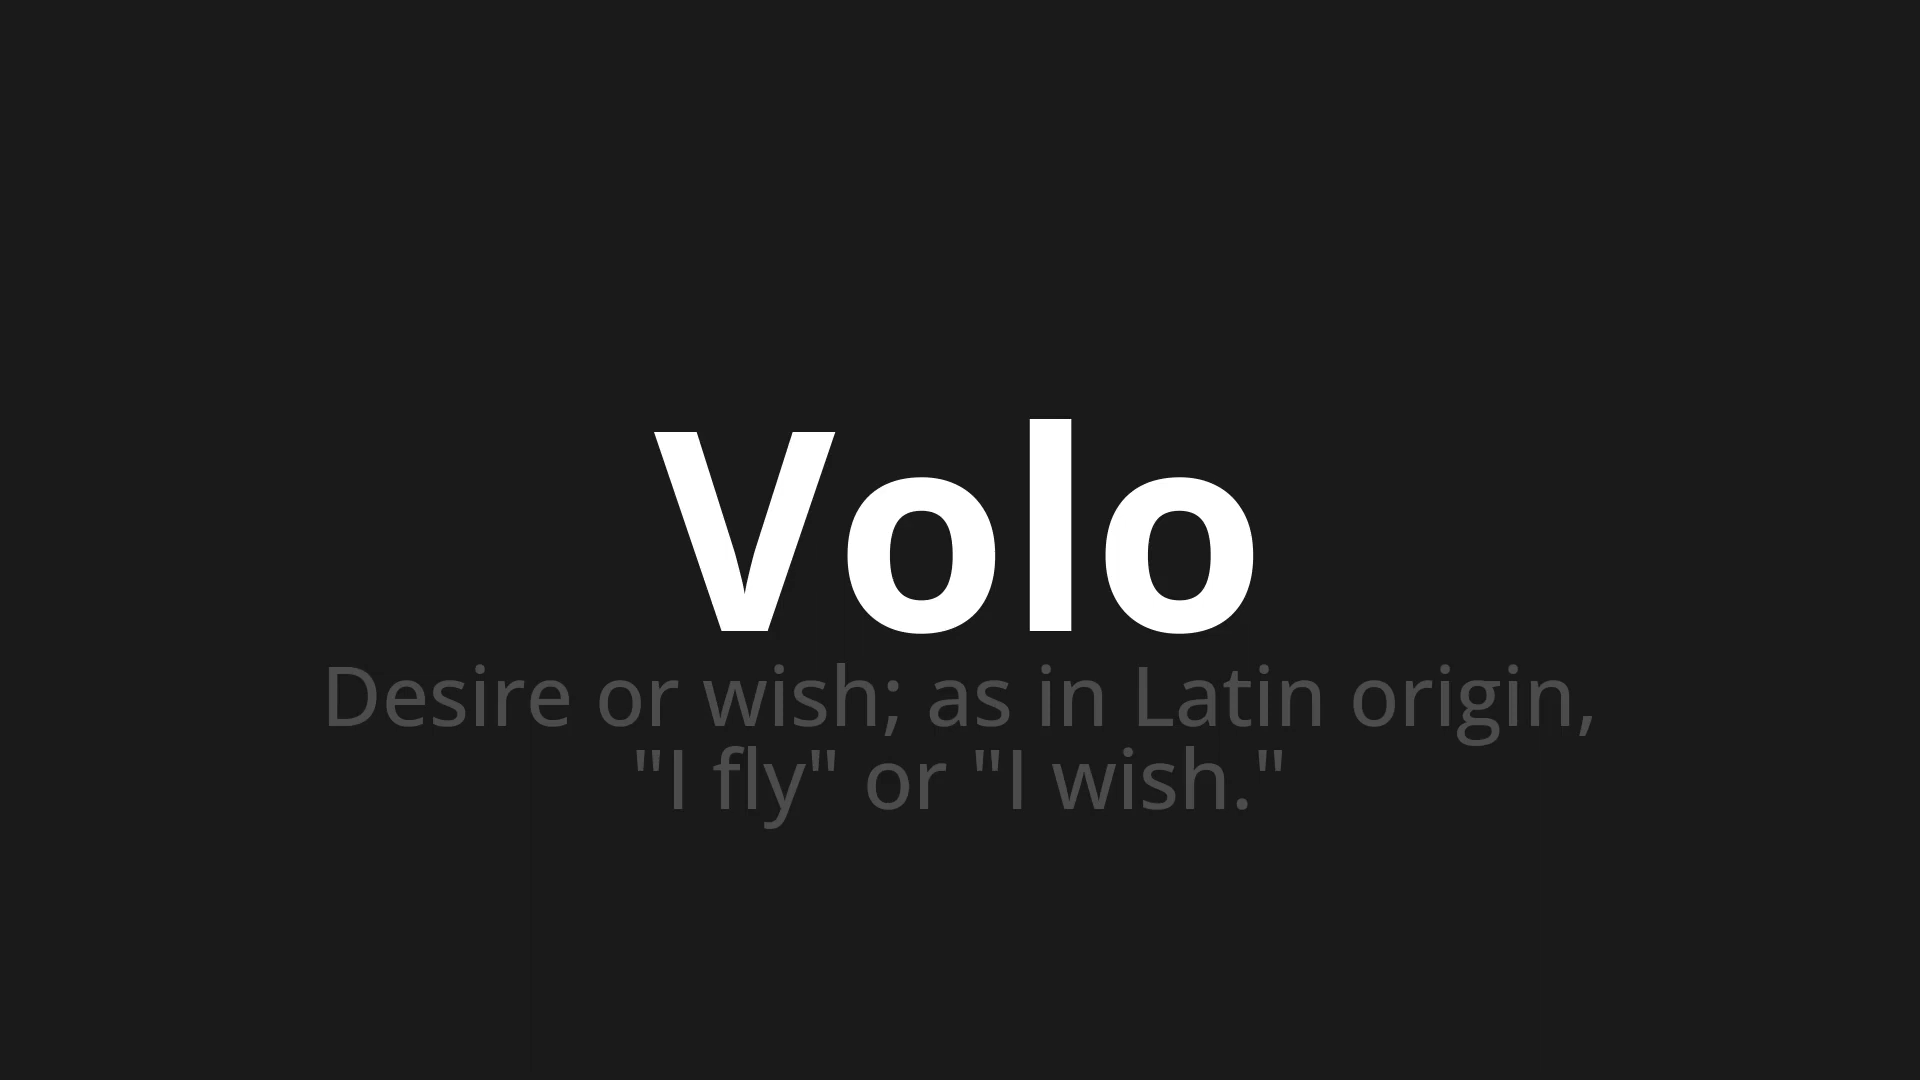 Volo
Desire or wish; as in Latin origin,
"I fly" or "I wish."